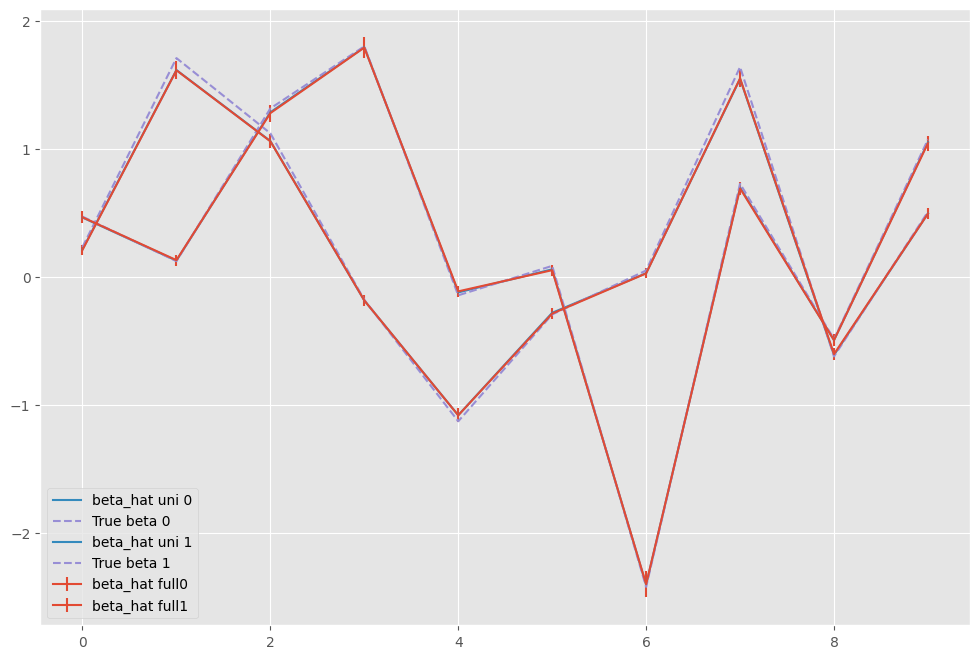 2
1
0
−1
−2
beta_hat uni 0
True beta 0
beta_hat uni 1
True beta 1
beta_hat full0
beta_hat full1
0 2 4 6 8